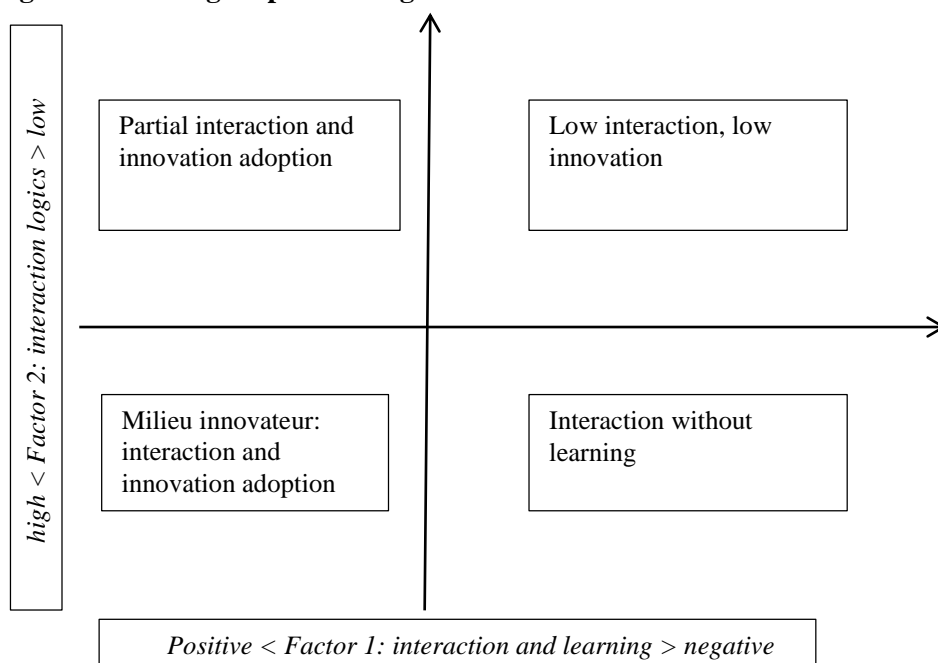 Partial interaction and
innovation adoption
Low interaction, low
innovation
high < Factor 2: interaction logics > low
Milieu innovateur:
interaction and
innovation adoption
Interaction without
learning
Positive < Factor 1: interaction and learning > negative